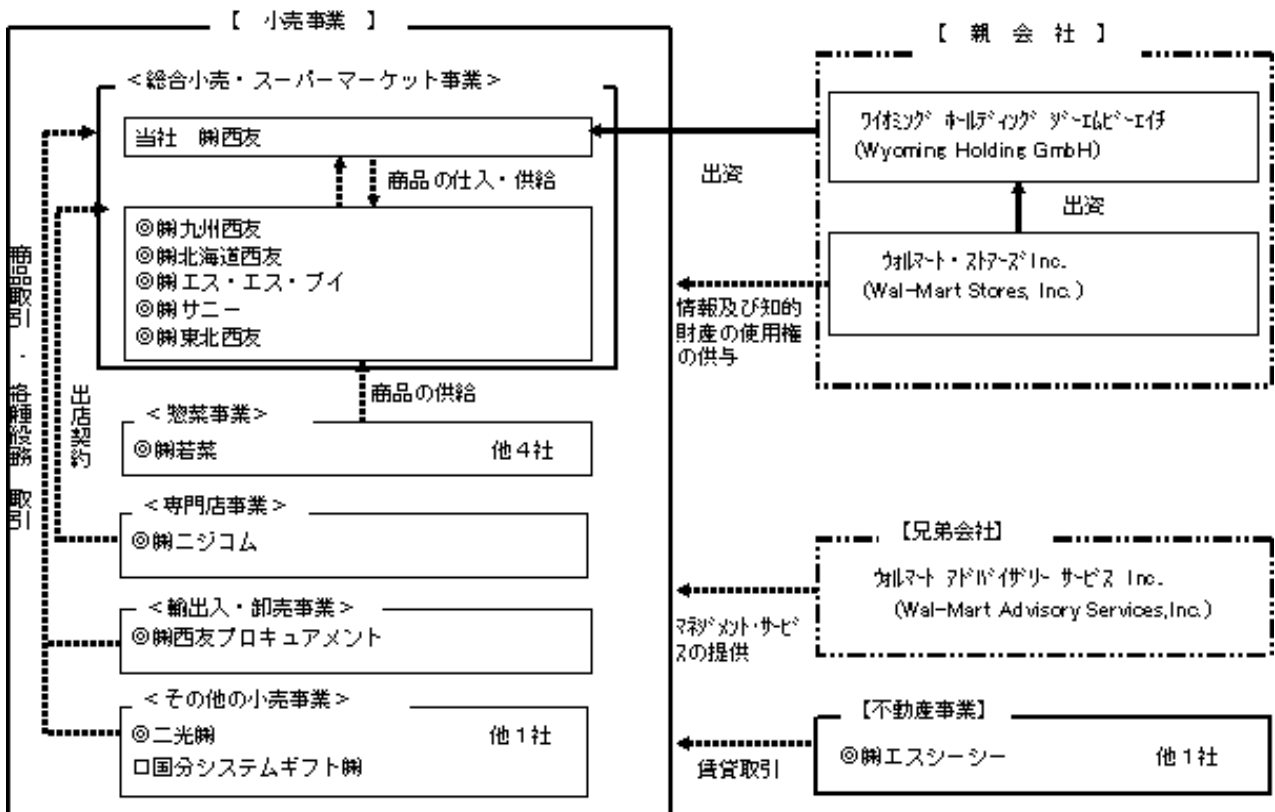 【 小売事業 】
＜総合小売・スーパーマーケット事業＞
当社 ㈱西友
商品の仕入・供給
◎㈱九州西友
◎㈱北海道西友
◎㈱エス・エス・ブイ
◎㈱サニー
◎㈱東北西友
商品の供給
＜惣菜事業＞
◎㈱若菜 他４社
＜専門店事業＞
◎㈱ニジコム
＜輸出入・卸売事業＞
◎㈱西友プロキュアメント
＜その他の小売事業＞
◎二光㈱ 他１社
□国分システムギフト㈱
商品取引・各種役務取引
出店契約
【 親 会 社 】
ﾜｲｵﾐﾝｸﾞ ﾎｰﾙﾃﾞｨﾝｸﾞ ｼﾞｰｴﾑﾋﾞｰｴｲﾁ
(Wyoming Holding GmbH)
出資
出資
ｳｫﾙﾏｰﾄ・ｽﾄｱｰｽﾞInc.
(Wal-Mart Stores, Inc.)
情報及び知的
財産の使用権
の供与
【兄弟会社】
ｳｫﾙﾏｰﾄ ｱﾄﾞﾊﾞｲｻﾞﾘｰ ｻｰﾋﾞｽ Inc.
(Wal-Mart Advisory Services,Inc.)
ﾏﾈｼﾞﾒﾝﾄ・ｻｰﾋﾞ
ｽの提供
【不動産事業】
◎㈱エスシーシー 他１社
賃貸取引